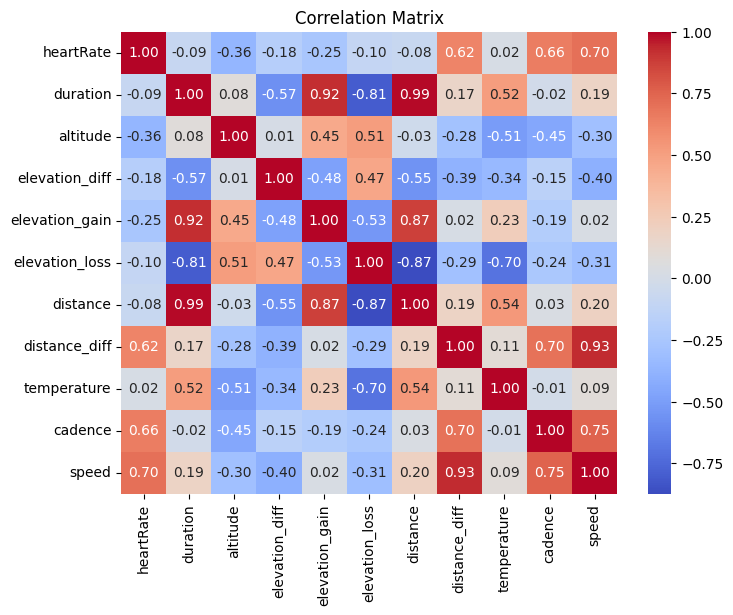 Correlation Matrix
heartRate 1.00 -0.09 -0.36 -0.18 -0.25 -0.10 -0.08 0.62 0.02 0.66 0.70
duration -0.09 1.00 0.08 -0.57 0.92 -0.81 0.99 0.17 0.52 -0.02 0.19
altitude -0.36 0.08 1.00 0.01 0.45 0.51 -0.03 -0.28 -0.51 -0.45 -0.30
elevation_diff -0.18 -0.57 0.01 1.00 -0.48 0.47 -0.55 -0.39 -0.34 -0.15 -0.40
elevation_gain -0.25 0.92 0.45 -0.48 1.00 -0.53 0.87 0.02 0.23 -0.19 0.02
elevation_loss -0.10 -0.81 0.51 0.47 -0.53 1.00 -0.87 -0.29 -0.70 -0.24 -0.31
distance -0.08 0.99 -0.03 -0.55 0.87 -0.87 1.00 0.19 0.54 0.03 0.20
distance_diff 0.62 0.17 -0.28 -0.39 0.02 -0.29 0.19 1.00 0.11 0.70 0.93
temperature 0.02 0.52 -0.51 -0.34 0.23 -0.70 0.54 0.11 1.00 -0.01 0.09
cadence 0.66 -0.02 -0.45 -0.15 -0.19 -0.24 0.03 0.70 -0.01 1.00 0.75
speed 0.70 0.19 -0.30 -0.40 0.02 -0.31 0.20 0.93 0.09 0.75 1.00
heartRate
duration
altitude
elevation_diff
elevation_gain
elevation_loss
distance
distance_diff
temperature
cadence
speed
1.00
0.75
0.50
0.25
0.00
-0.25
-0.50
-0.75